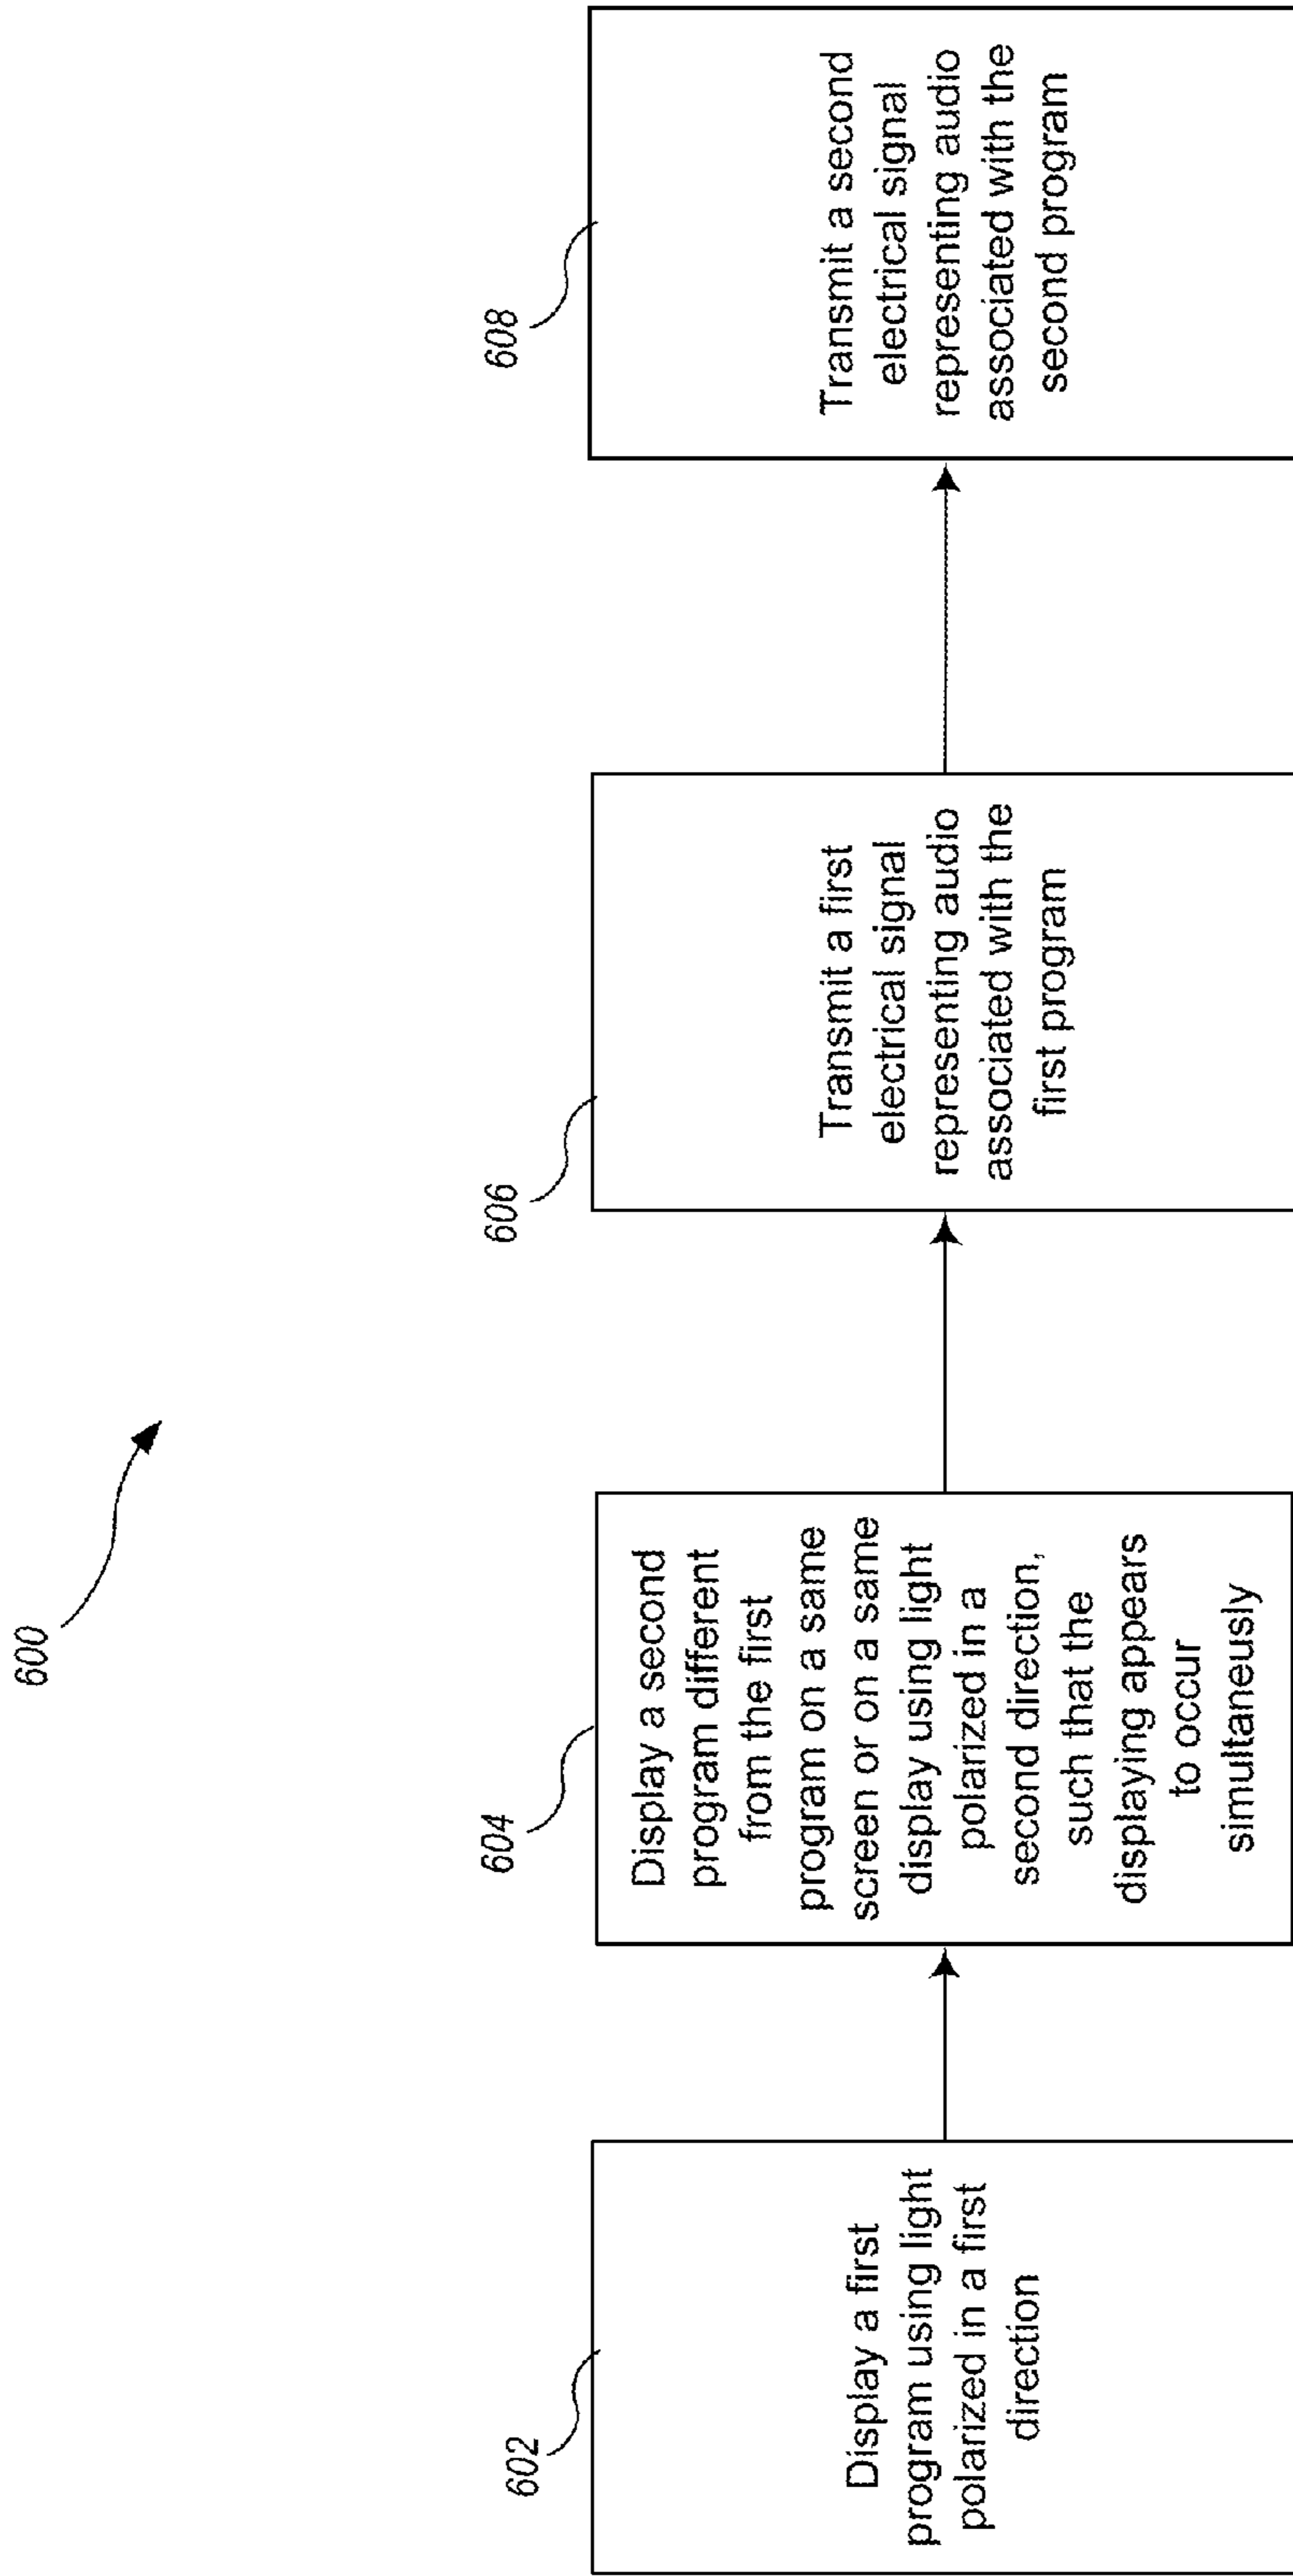 600
602
Display a first
program using light
polarized in a first
direction
604
Display a second
program different
from the first
program on a same
screen or on a same
display using light
polarized in a
second direction,
such that the
displaying appears
to occur
simultaneously
606
Transmit a first
electrical signal
representing audio
associated with the
first program
608
Transmit a second
electrical signal
representing audio
associated with the
second program